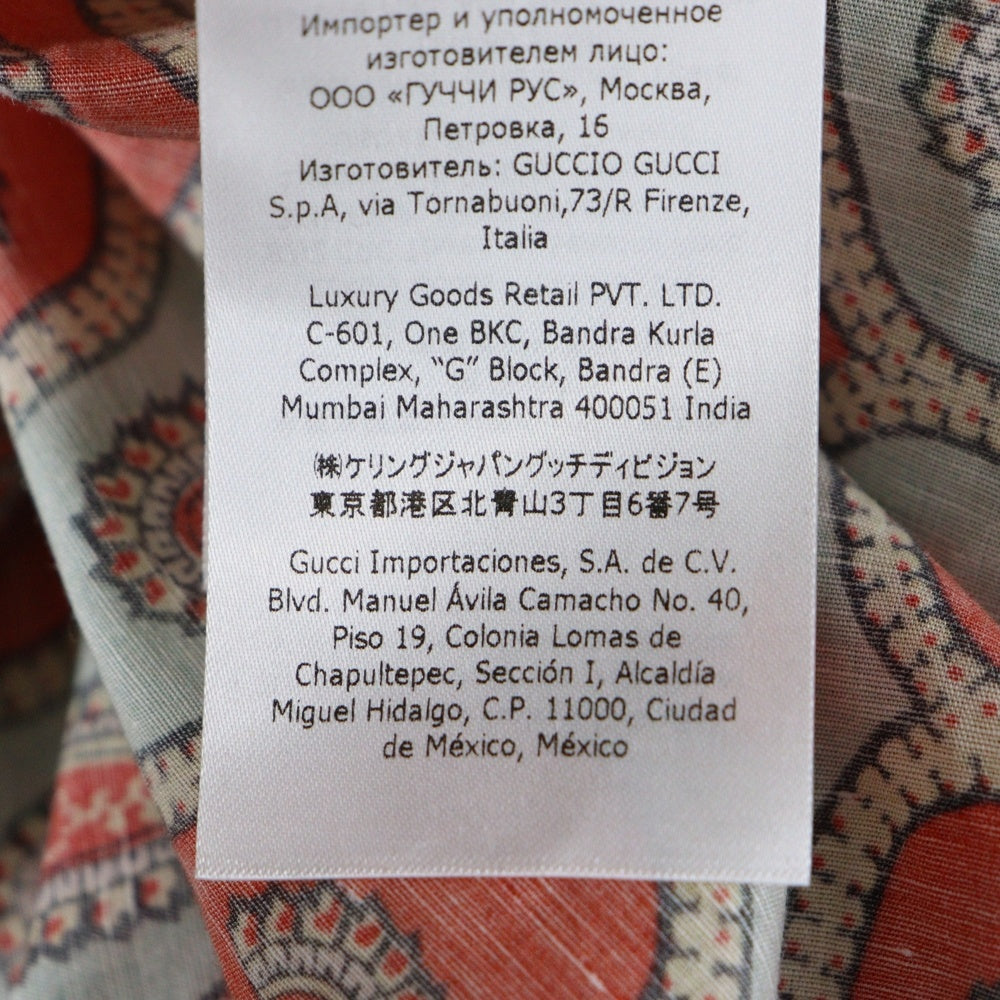 Импортер и уполномоченное
изготовителем лицо:
ООО «ГУЧЧИ РУС», Москва,
Петровка, 16
Изготовитель: GUCCIO GUCCI
S.p.A, via Tornabuoni,73/R Firenze,
Italia
Luxury Goods Retail PVT. LTD.
C-601, One BKC, Bandra Kurla
Complex, “G” Block, Bandra (E)
Mumbai Maharashtra 400051 India
㈱ケリングジャパングッチディビジョン
東京都港区北青山3丁目6番7号
Gucci Importaciones, S.A. de C.V.
Blvd. Manuel Ávila Camacho No. 40,
Piso 19, Colonia Lomas de
Chapultepec, Sección I, Alcaldía
Miguel Hidalgo, C.P. 11000, Ciudad
de México, México